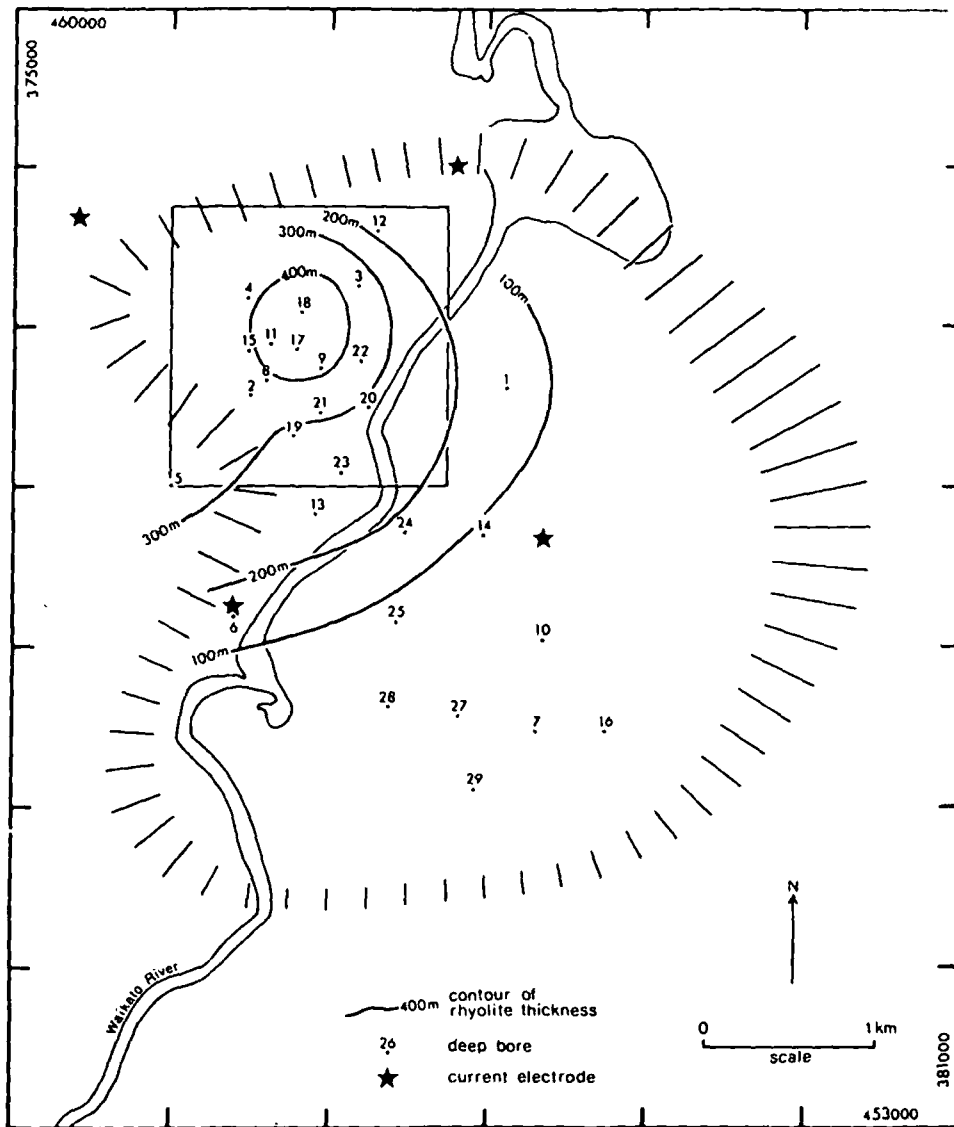 460000
375000
12
200m
300m
400m
4
3
18
100m
11
15
17
9
22
8
2
1
21
20
19
23
5
13
300m
24
14
200m
6
25
10
100m
28
27
7
16
29
N
Waikato River
400m contour of
rhyolite thickness
26 deep bore
current electrode
0 1 km
scale
381000
453000